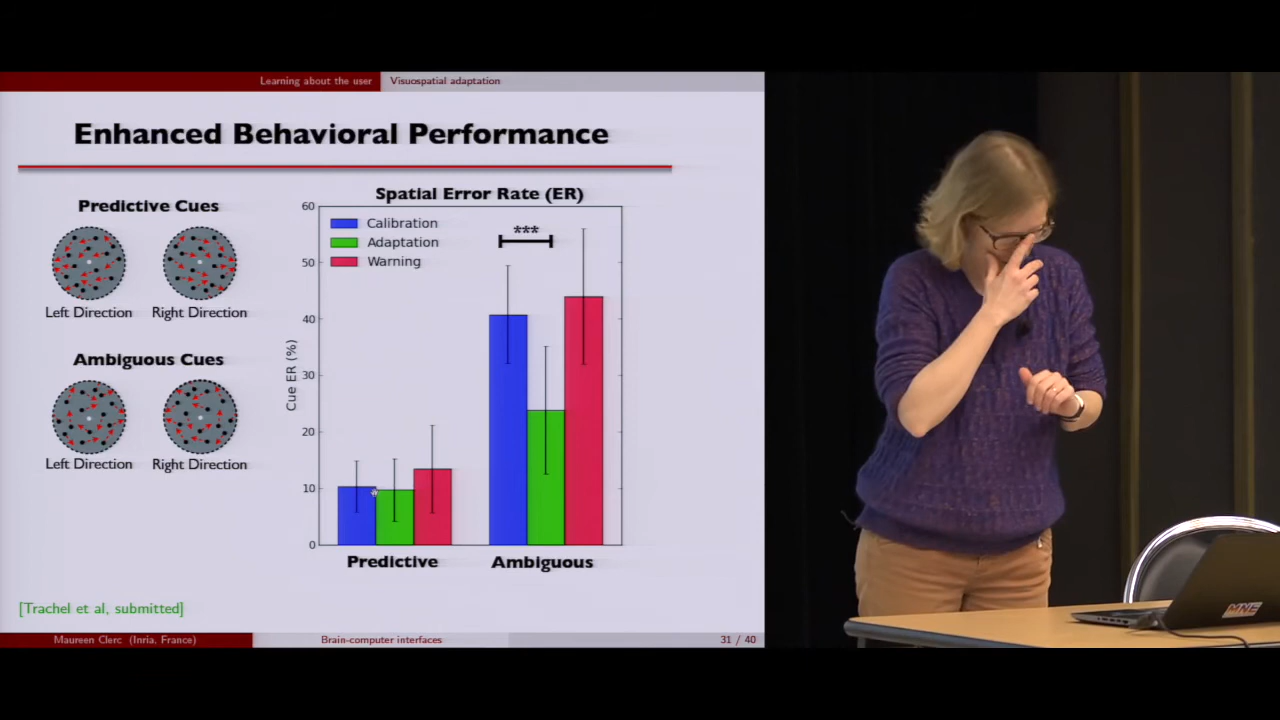 Learning about the user
Visuospatial adaptation
Enhanced Behavioral Performance
Predictive Cues
Left Direction
Right Direction
Ambiguous Cues
Left Direction
Right Direction
Spatial Error Rate (ER)
Calibration
Adaptation
Warning
***
Cue ER (%)
60
50
40
30
20
10
0
Predictive
Ambiguous
[Trachel et al, submitted]
Maureen Clerc (Inria, France)
Brain-computer interfaces
31 / 40
MNE